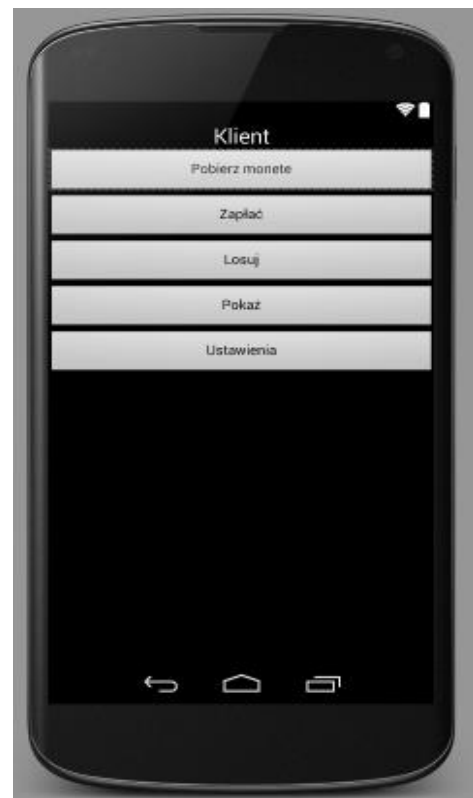 Klient
Pobierz monete
Zapłać
Losuj
Pokaż
Ustawienia